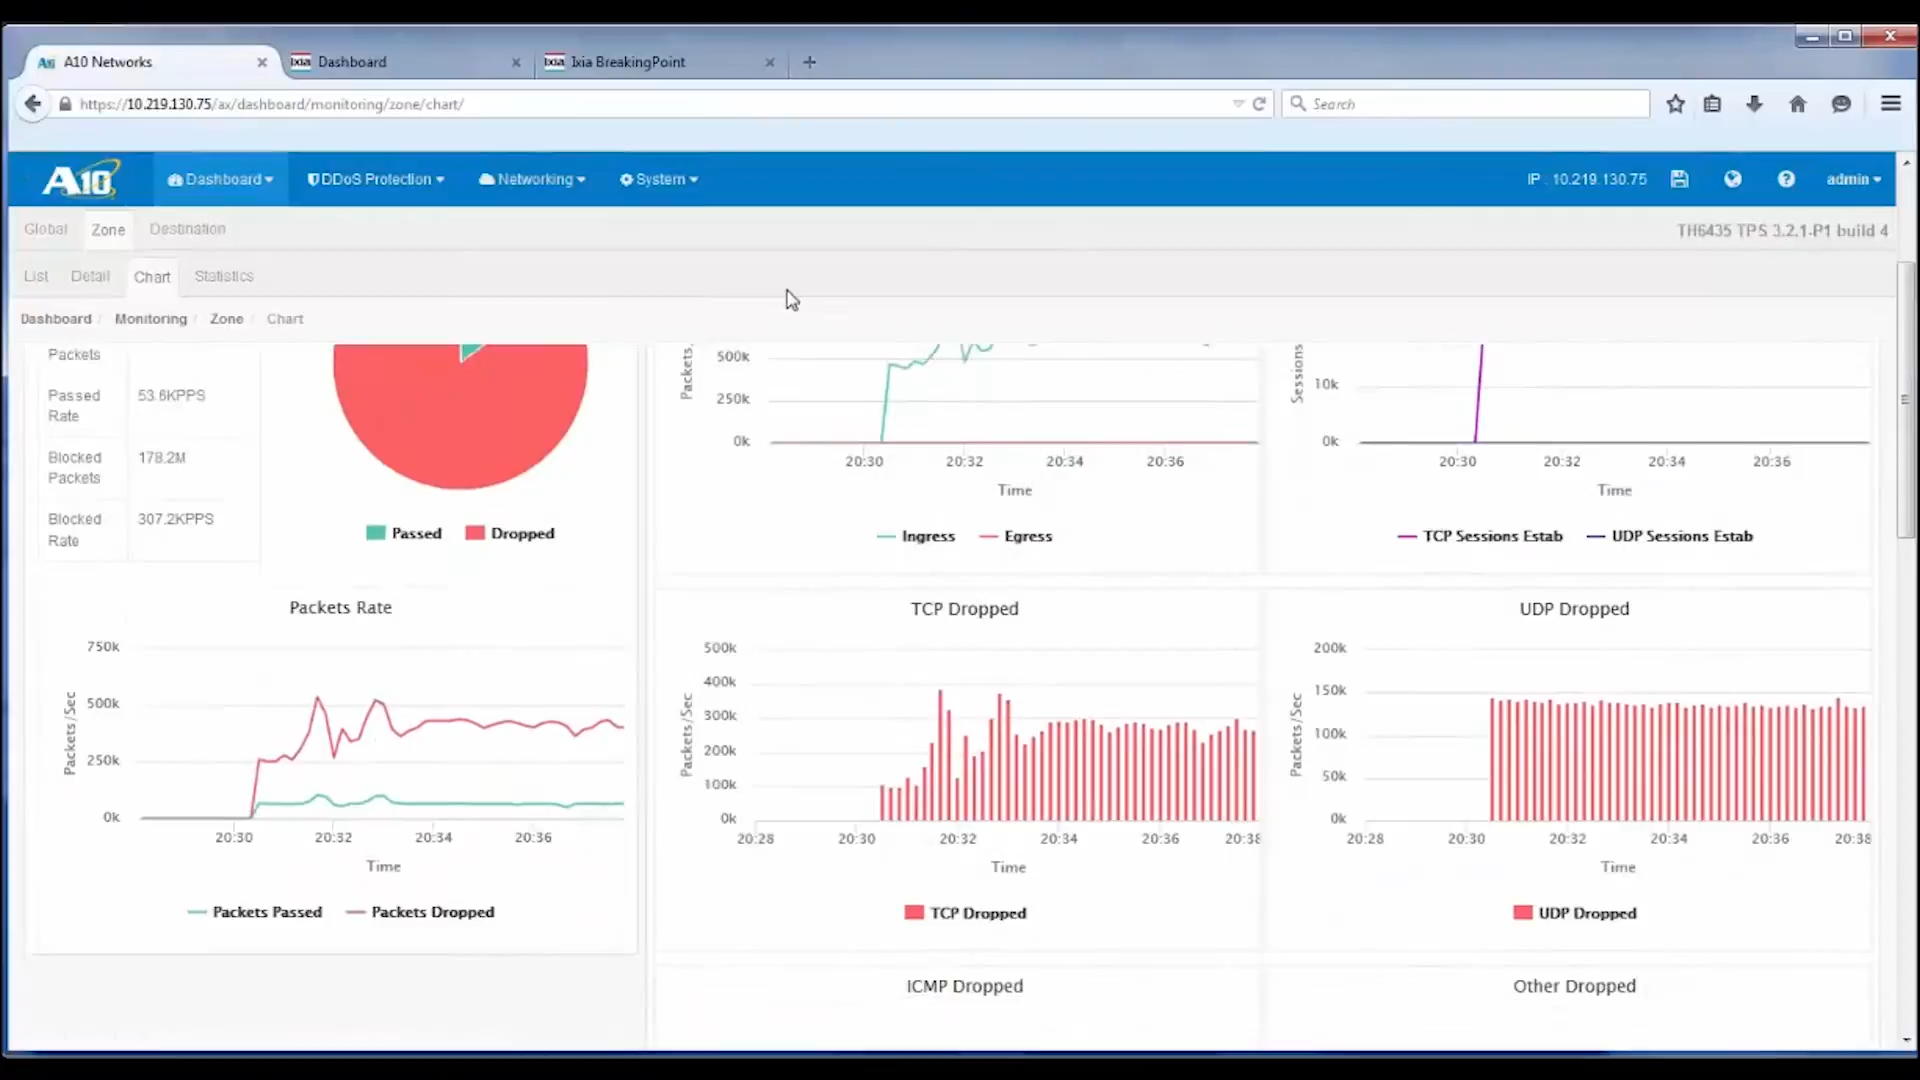 A10 Networks
ixia Dashboard
ixia Ixia BreakingPoint
https://10.219.130.75/ax/dashboard/monitoring/zone/chart/
Search
A10
Dashboard
DDoS Protection
Networking
System
IP : 10.219.130.75
admin
Global
Zone
Destination
TH6435 TPS 3.2.1-P1 build 4
List
Detail
Chart
Statistics
Dashboard / Monitoring / Zone / Chart
Packets
Passed Rate
53.6KPPS
Blocked Packets
178.2M
Blocked Rate
307.2KPPS
Passed
Dropped
Packets/
500k
250k
0k
20:30
20:32
20:34
20:36
Time
Ingress
Egress
Sessions
10k
0k
20:30
20:32
20:34
20:36
Time
TCP Sessions Estab
UDP Sessions Estab
Packets Rate
Packets/Sec
750k
500k
250k
0k
20:30
20:32
20:34
20:36
Time
Packets Passed
Packets Dropped
TCP Dropped
Packets/Sec
500k
400k
300k
200k
100k
0k
20:28
20:30
20:32
20:34
20:36
20:38
Time
TCP Dropped
UDP Dropped
Packets/Sec
200k
150k
100k
50k
0k
20:28
20:30
20:32
20:34
20:36
20:38
Time
UDP Dropped
ICMP Dropped
Other Dropped